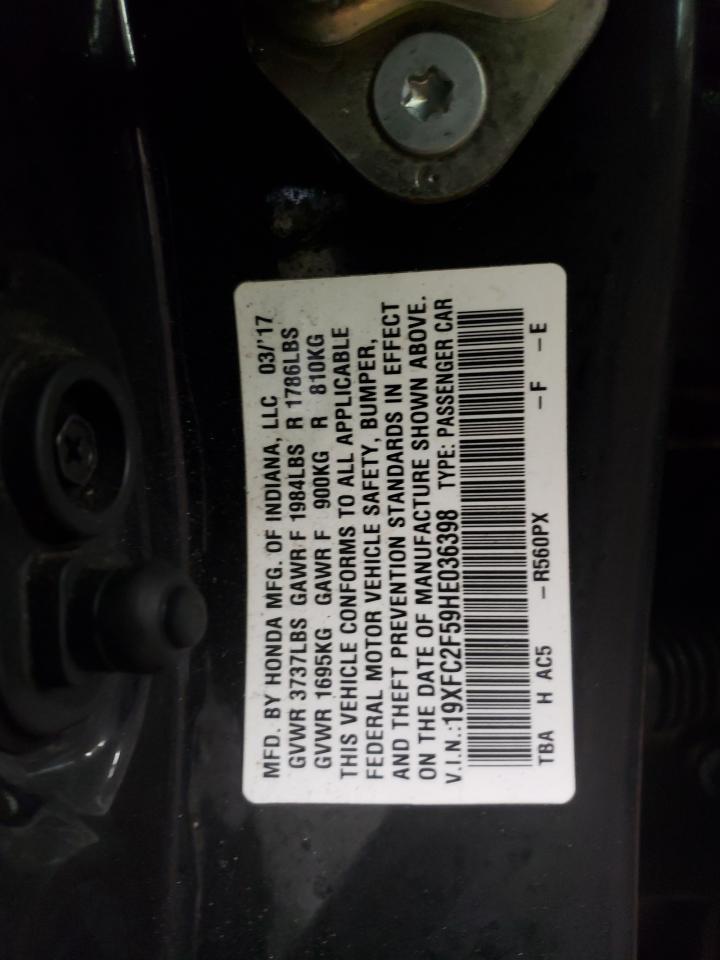 MFD. BY HONDA MFG. OF INDIANA, LLC 03/'17
GVWR 3737LBS GAWR F 1984LBS R 1786LBS
GVWR 1695KG GAWR F 900KG R 810KG
THIS VEHICLE CONFORMS TO ALL APPLICABLE
FEDERAL MOTOR VEHICLE SAFETY, BUMPER,
AND THEFT PREVENTION STANDARDS IN EFFECT
ON THE DATE OF MANUFACTURE SHOWN ABOVE.
V.I.N.:19XFC2F59HE036398 TYPE: PASSENGER CAR
TBA H AC5 -R560PX -F -E